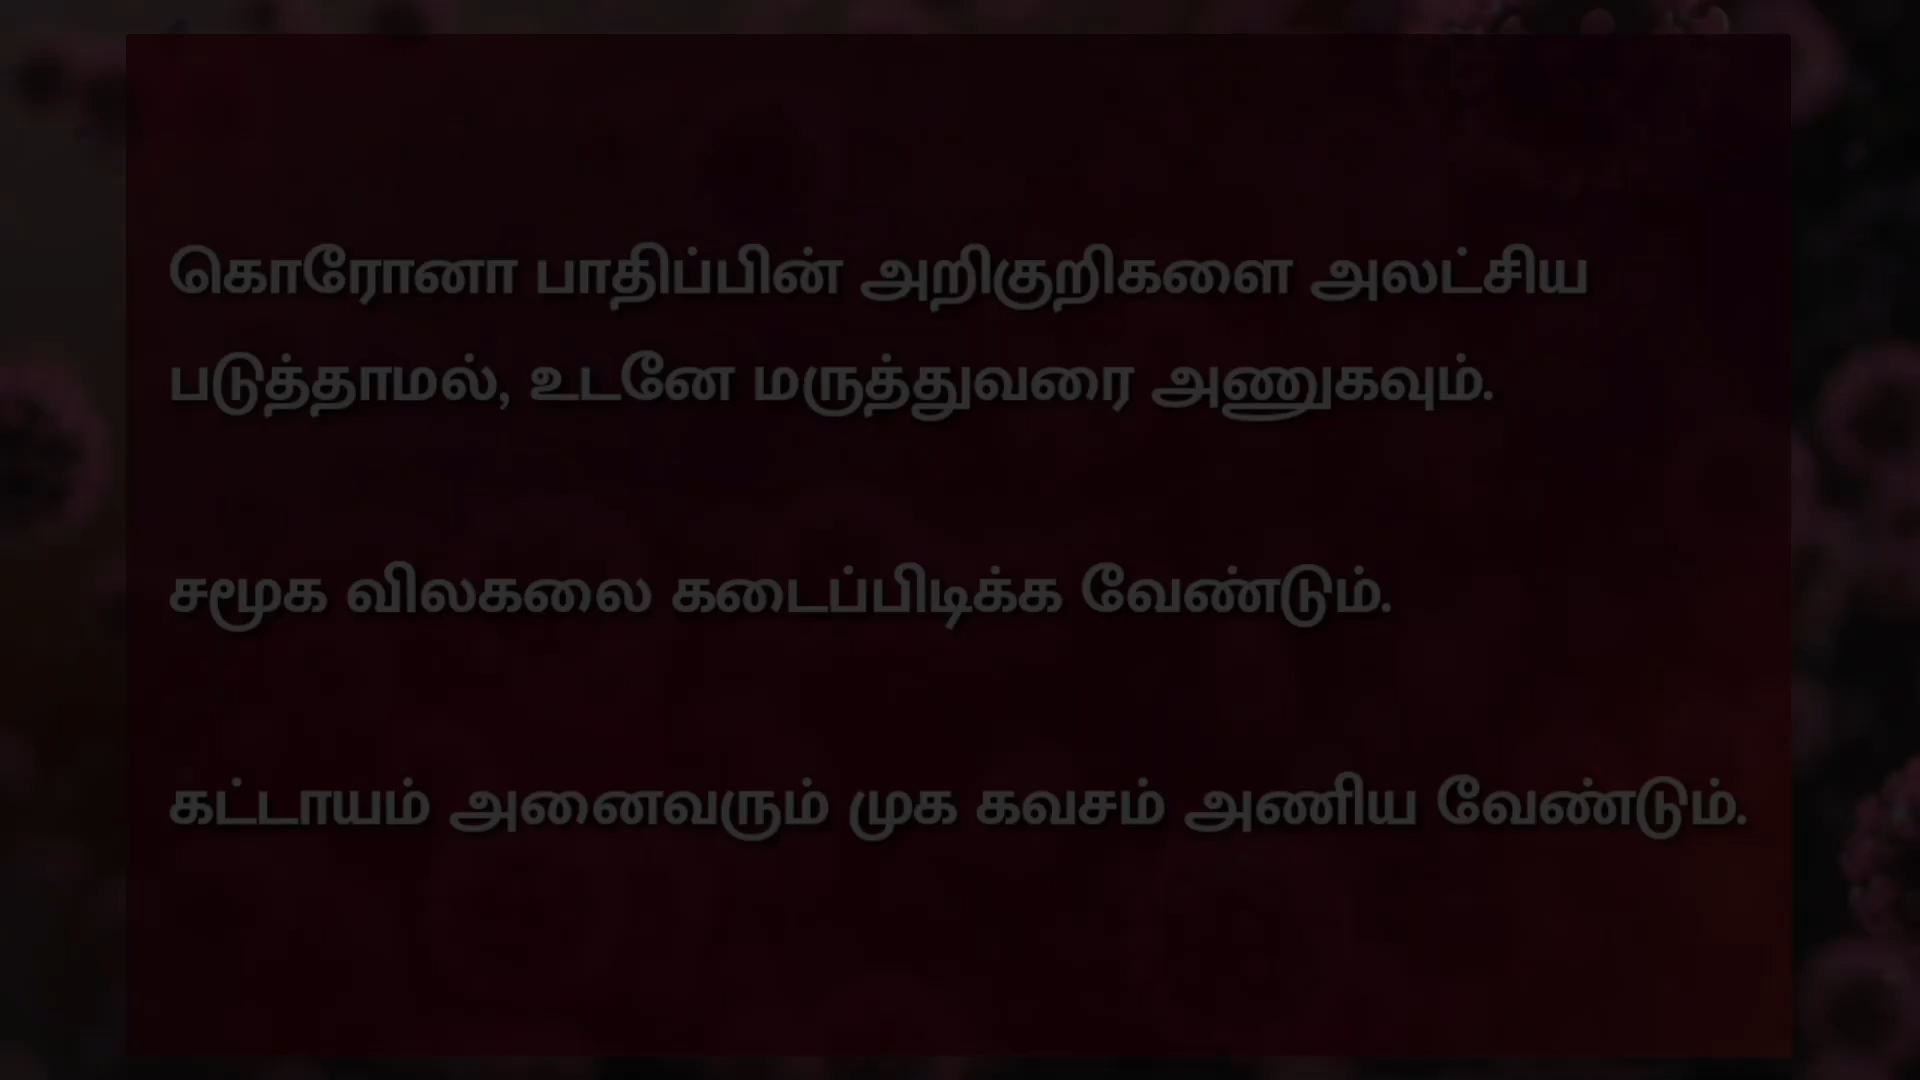 கொரோனா பாதிப்பின் அறிகுறிகளை அலட்சிய
படுத்தாமல், உடனே மருத்துவரை அணுகவும்.
சமூக விலகலை கடைப்பிடிக்க வேண்டும்.
கட்டாயம் அனைவரும் முக கவசம் அணிய வேண்டும்.